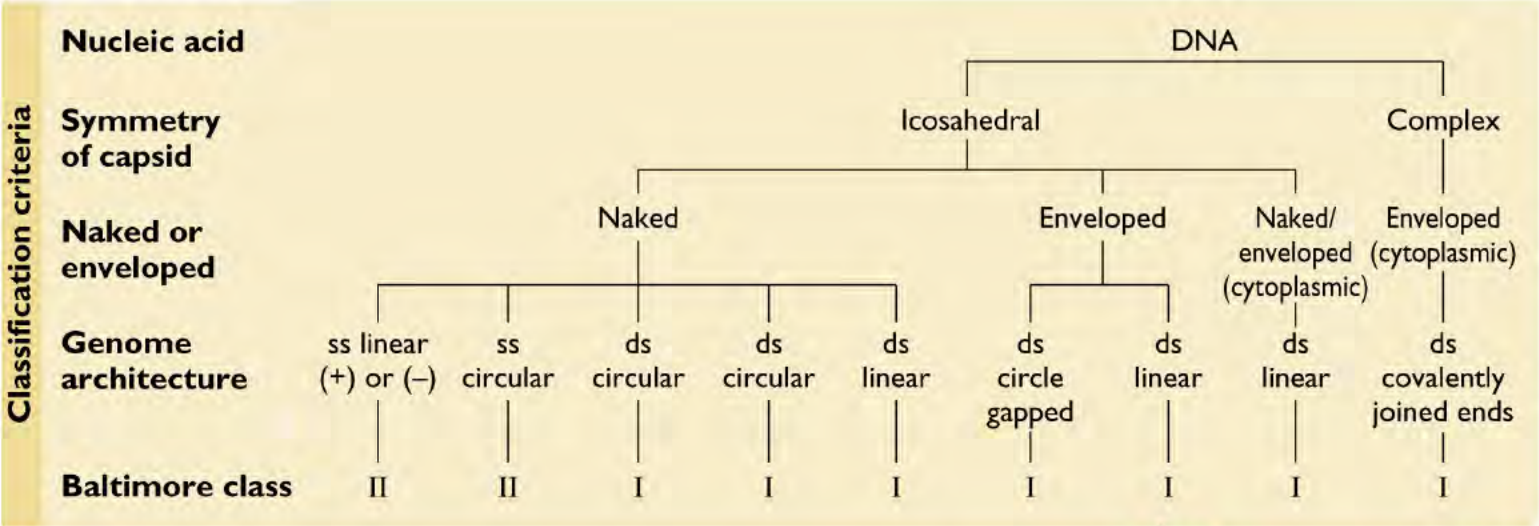 Classification criteria
Nucleic acid
DNA
Symmetry
of capsid
Icosahedral
Complex
Naked or
enveloped
Naked
Enveloped
Naked/
enveloped
(cytoplasmic)
Enveloped
(cytoplasmic)
Genome
architecture
ss linear
(+) or (–)
ss
circular
ds
circular
ds
circular
ds
linear
ds
circle
gapped
ds
linear
ds
linear
ds
covalently
joined ends
Baltimore class
II
II
I
I
I
I
I
I
I